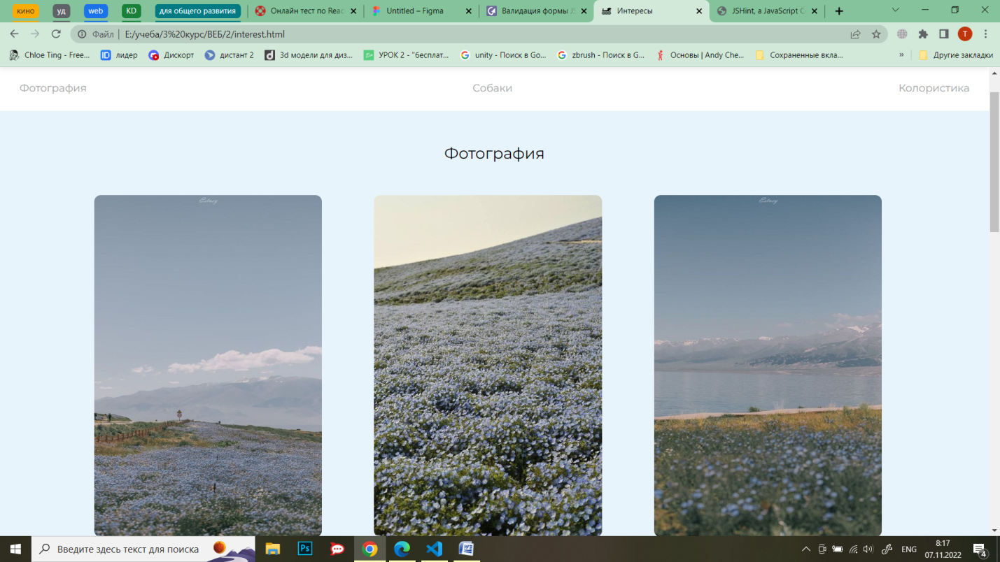 кино
уд
web
KD
для общего развития
Онлайн тест по Reac
Untitled – Figma
Валидация формы JS
Интересы
JSHint, a JavaScript C
Файл
E:/учеба/3%20курс/ВЕБ/2/interest.html
T
Chloe Ting - Free...
лидер
Дискорт
дистант 2
3d модели для диз...
УРОК 2 - "бесплат...
unity - Поиск в Go...
zbrush - Поиск в G...
Основы | Andy Che...
Сохраненные вкла...
»
Другие закладки
Фотография
Собаки
Колористика
Фотография
Введите здесь текст для поиска
Ps
ENG
8:17
07.11.2022
4